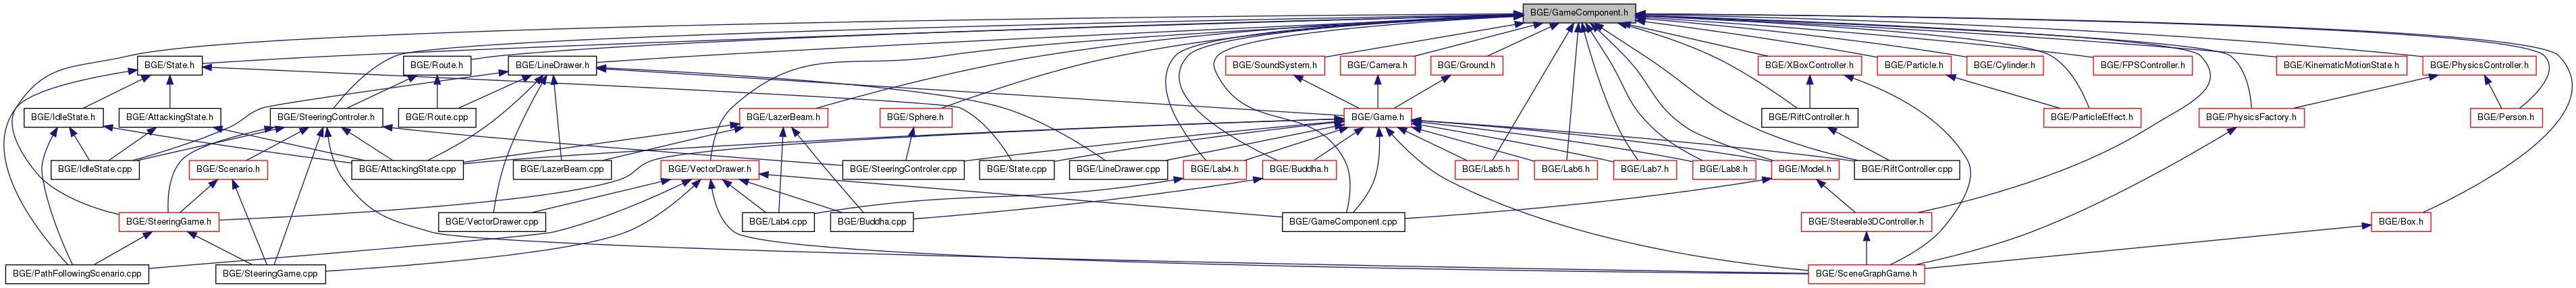 BGE/GameComponent.h
BGE/State.h
BGE/Route.h
BGE/LineDrawer.h
BGE/SoundSystem.h
BGE/Camera.h
BGE/Ground.h
BGE/XBoxController.h
BGE/Particle.h
BGE/Cylinder.h
BGE/FPSController.h
BGE/KinematicMotionState.h
BGE/PhysicsController.h
BGE/IdleState.h
BGE/AttackingState.h
BGE/SteeringControler.h
BGE/Route.cpp
BGE/LazerBeam.h
BGE/Sphere.h
BGE/Game.h
BGE/RiftController.h
BGE/ParticleEffect.h
BGE/PhysicsFactory.h
BGE/Person.h
BGE/IdleState.cpp
BGE/Scenario.h
BGE/AttackingState.cpp
BGE/LazerBeam.cpp
BGE/VectorDrawer.h
BGE/SteeringControler.cpp
BGE/State.cpp
BGE/LineDrawer.cpp
BGE/Lab4.h
BGE/Buddha.h
BGE/Lab5.h
BGE/Lab6.h
BGE/Lab7.h
BGE/Lab8.h
BGE/Model.h
BGE/RiftController.cpp
BGE/SteeringGame.h
BGE/VectorDrawer.cpp
BGE/Lab4.cpp
BGE/Buddha.cpp
BGE/GameComponent.cpp
BGE/Steerable3DController.h
BGE/Box.h
BGE/PathFollowingScenario.cpp
BGE/SteeringGame.cpp
BGE/SceneGraphGame.h